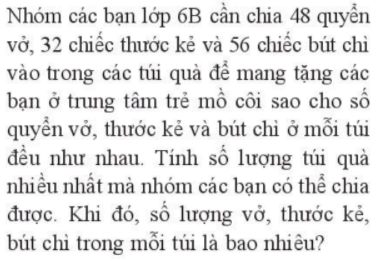 Nhóm các bạn lớp 6B cần chia 48 quyển
vở, 32 chiếc thước kẻ và 56 chiếc bút chì
vào trong các túi quà để mang tặng các
bạn ở trung tâm trẻ mồ côi sao cho số
quyển vở, thước kẻ và bút chì ở mỗi túi
đều như nhau. Tính số lượng túi quà
nhiều nhất mà nhóm các bạn có thể chia
được. Khi đó, số lượng vở, thước kẻ,
bút chì trong mỗi túi là bao nhiêu?